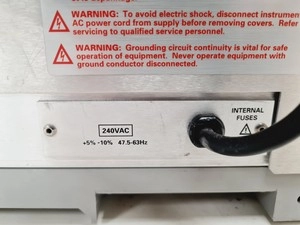 WARNING: To avoid electric shock, disconnect instrument
AC power cord from supply before removing covers. Refer
servicing to qualified service personnel.
WARNING: Grounding circuit continuity is vital for safe
operation of equipment. Never operate equipment with
ground conductor disconnected.
INTERNAL
FUSES
240VAC
+5% -10% 47.5-63Hz